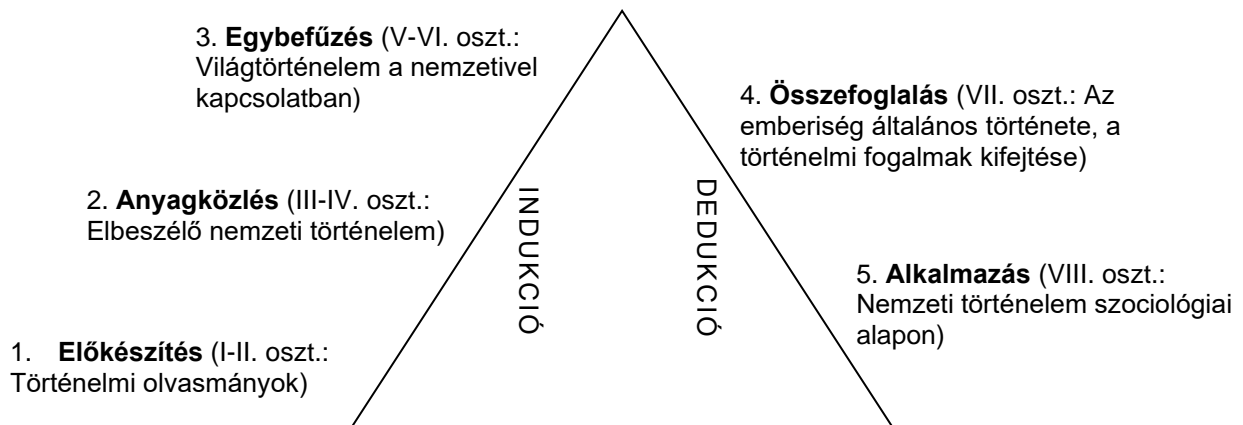 3. Egybefűzés (V-VI. oszt.:
Világtörténelem a nemzetivel
kapcsolatban)
4. Összefoglalás (VII. oszt.: Az
emberiség általános története, a
történelmi fogalmak kifejtése)
2. Anyagközlés (III-IV. oszt.:
Elbeszélő nemzeti történelem)
INDUKCIÓ
DEDUKCIÓ
5. Alkalmazás (VIII. oszt.:
Nemzeti történelem szociológiai
alapon)
1. Előkészítés (I-II. oszt.:
Történelmi olvasmányok)